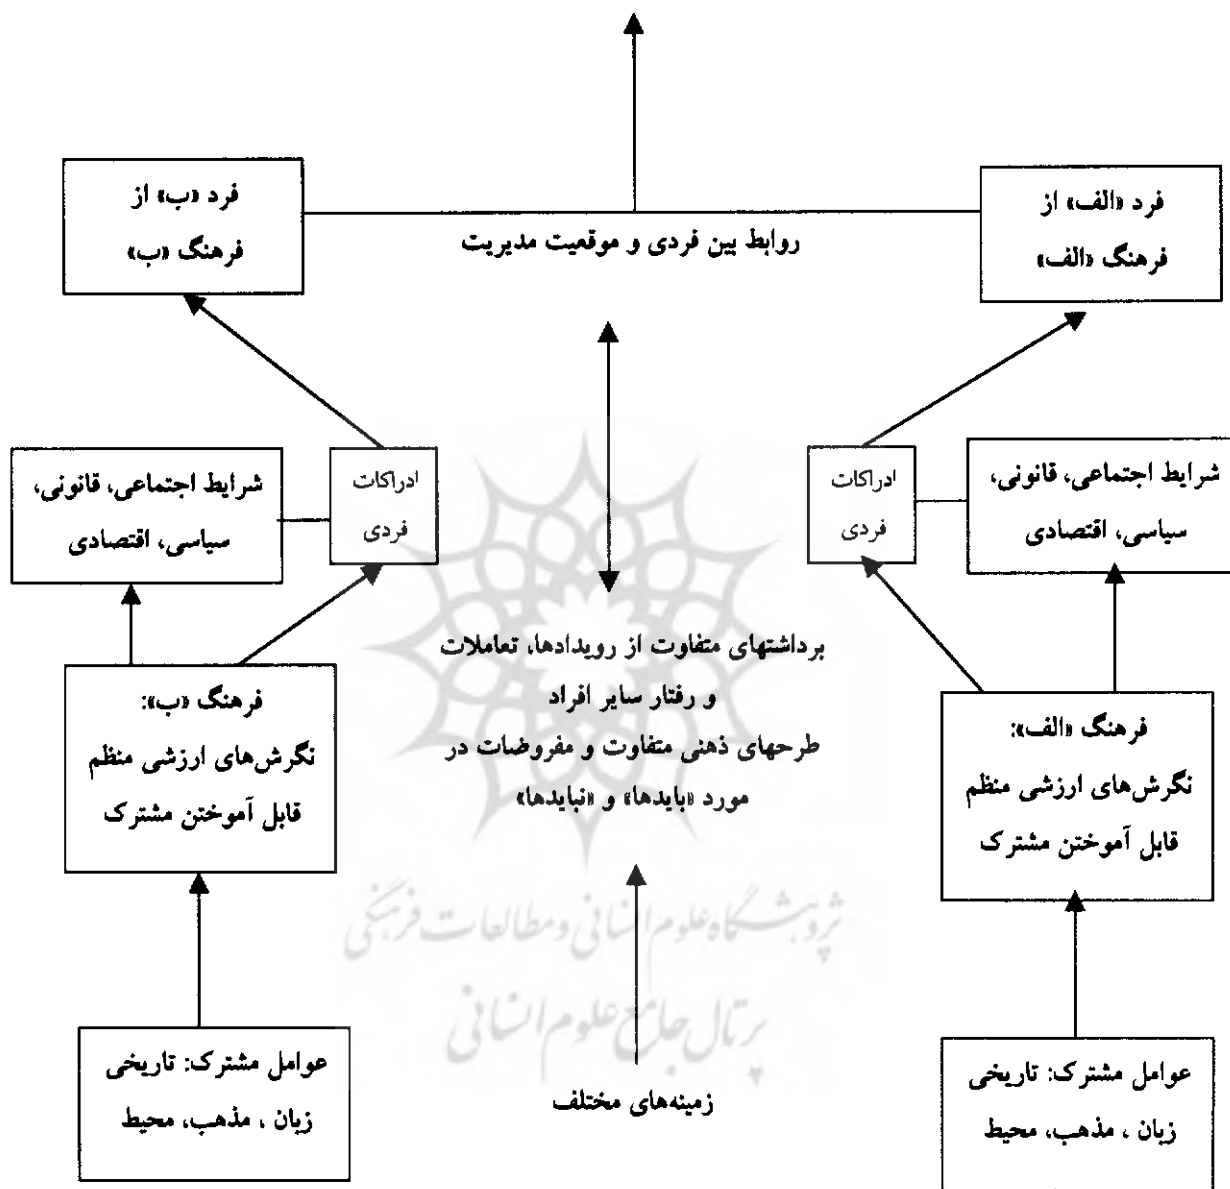 فرد «الف» از
فرهنگ «الف»
فرد «ب» از
فرهنگ «ب»
روابط بین فردی و موقعیت مدیریت
شرایط اجتماعی، قانونی،
سیاسی، اقتصادی
ادراکات
فردی
ادراکات
فردی
شرایط اجتماعی، قانونی،
سیاسی، اقتصادی
برداشتهای متفاوت از رویدادها، تعاملات
و رفتار سایر افراد
طرحهای ذهنی متفاوت و مفروضات در
مورد «بایدها» و «نبایدها»
فرهنگ «الف»:
نگرش‌های ارزشی منظم
قابل آموختن مشترک
فرهنگ «ب»:
نگرش‌های ارزشی منظم
قابل آموختن مشترک
پژوهشگاه علوم انسانی و مطالعات فرهنگی
پرتال جامع علوم انسانی
عوامل مشترک: تاریخی
زبان ، مذهب، محیط
زمینه‌های مختلف
عوامل مشترک: تاریخی
زبان ، مذهب، محیط